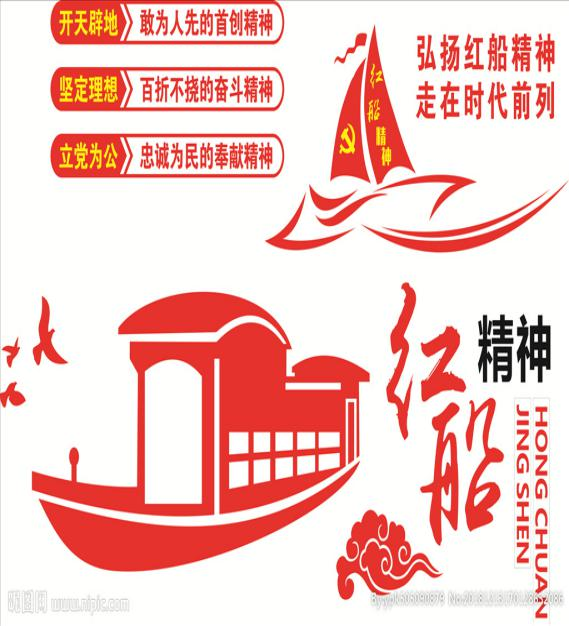 开天辟地 敢为人先的首创精神
坚定理想 百折不挠的奋斗精神
立党为公 忠诚为民的奉献精神
弘扬红船精神
走在时代前列
红船
精神
红船
精神
HONG CHUAN
JING SHEN
昵图网 www.nipic.com